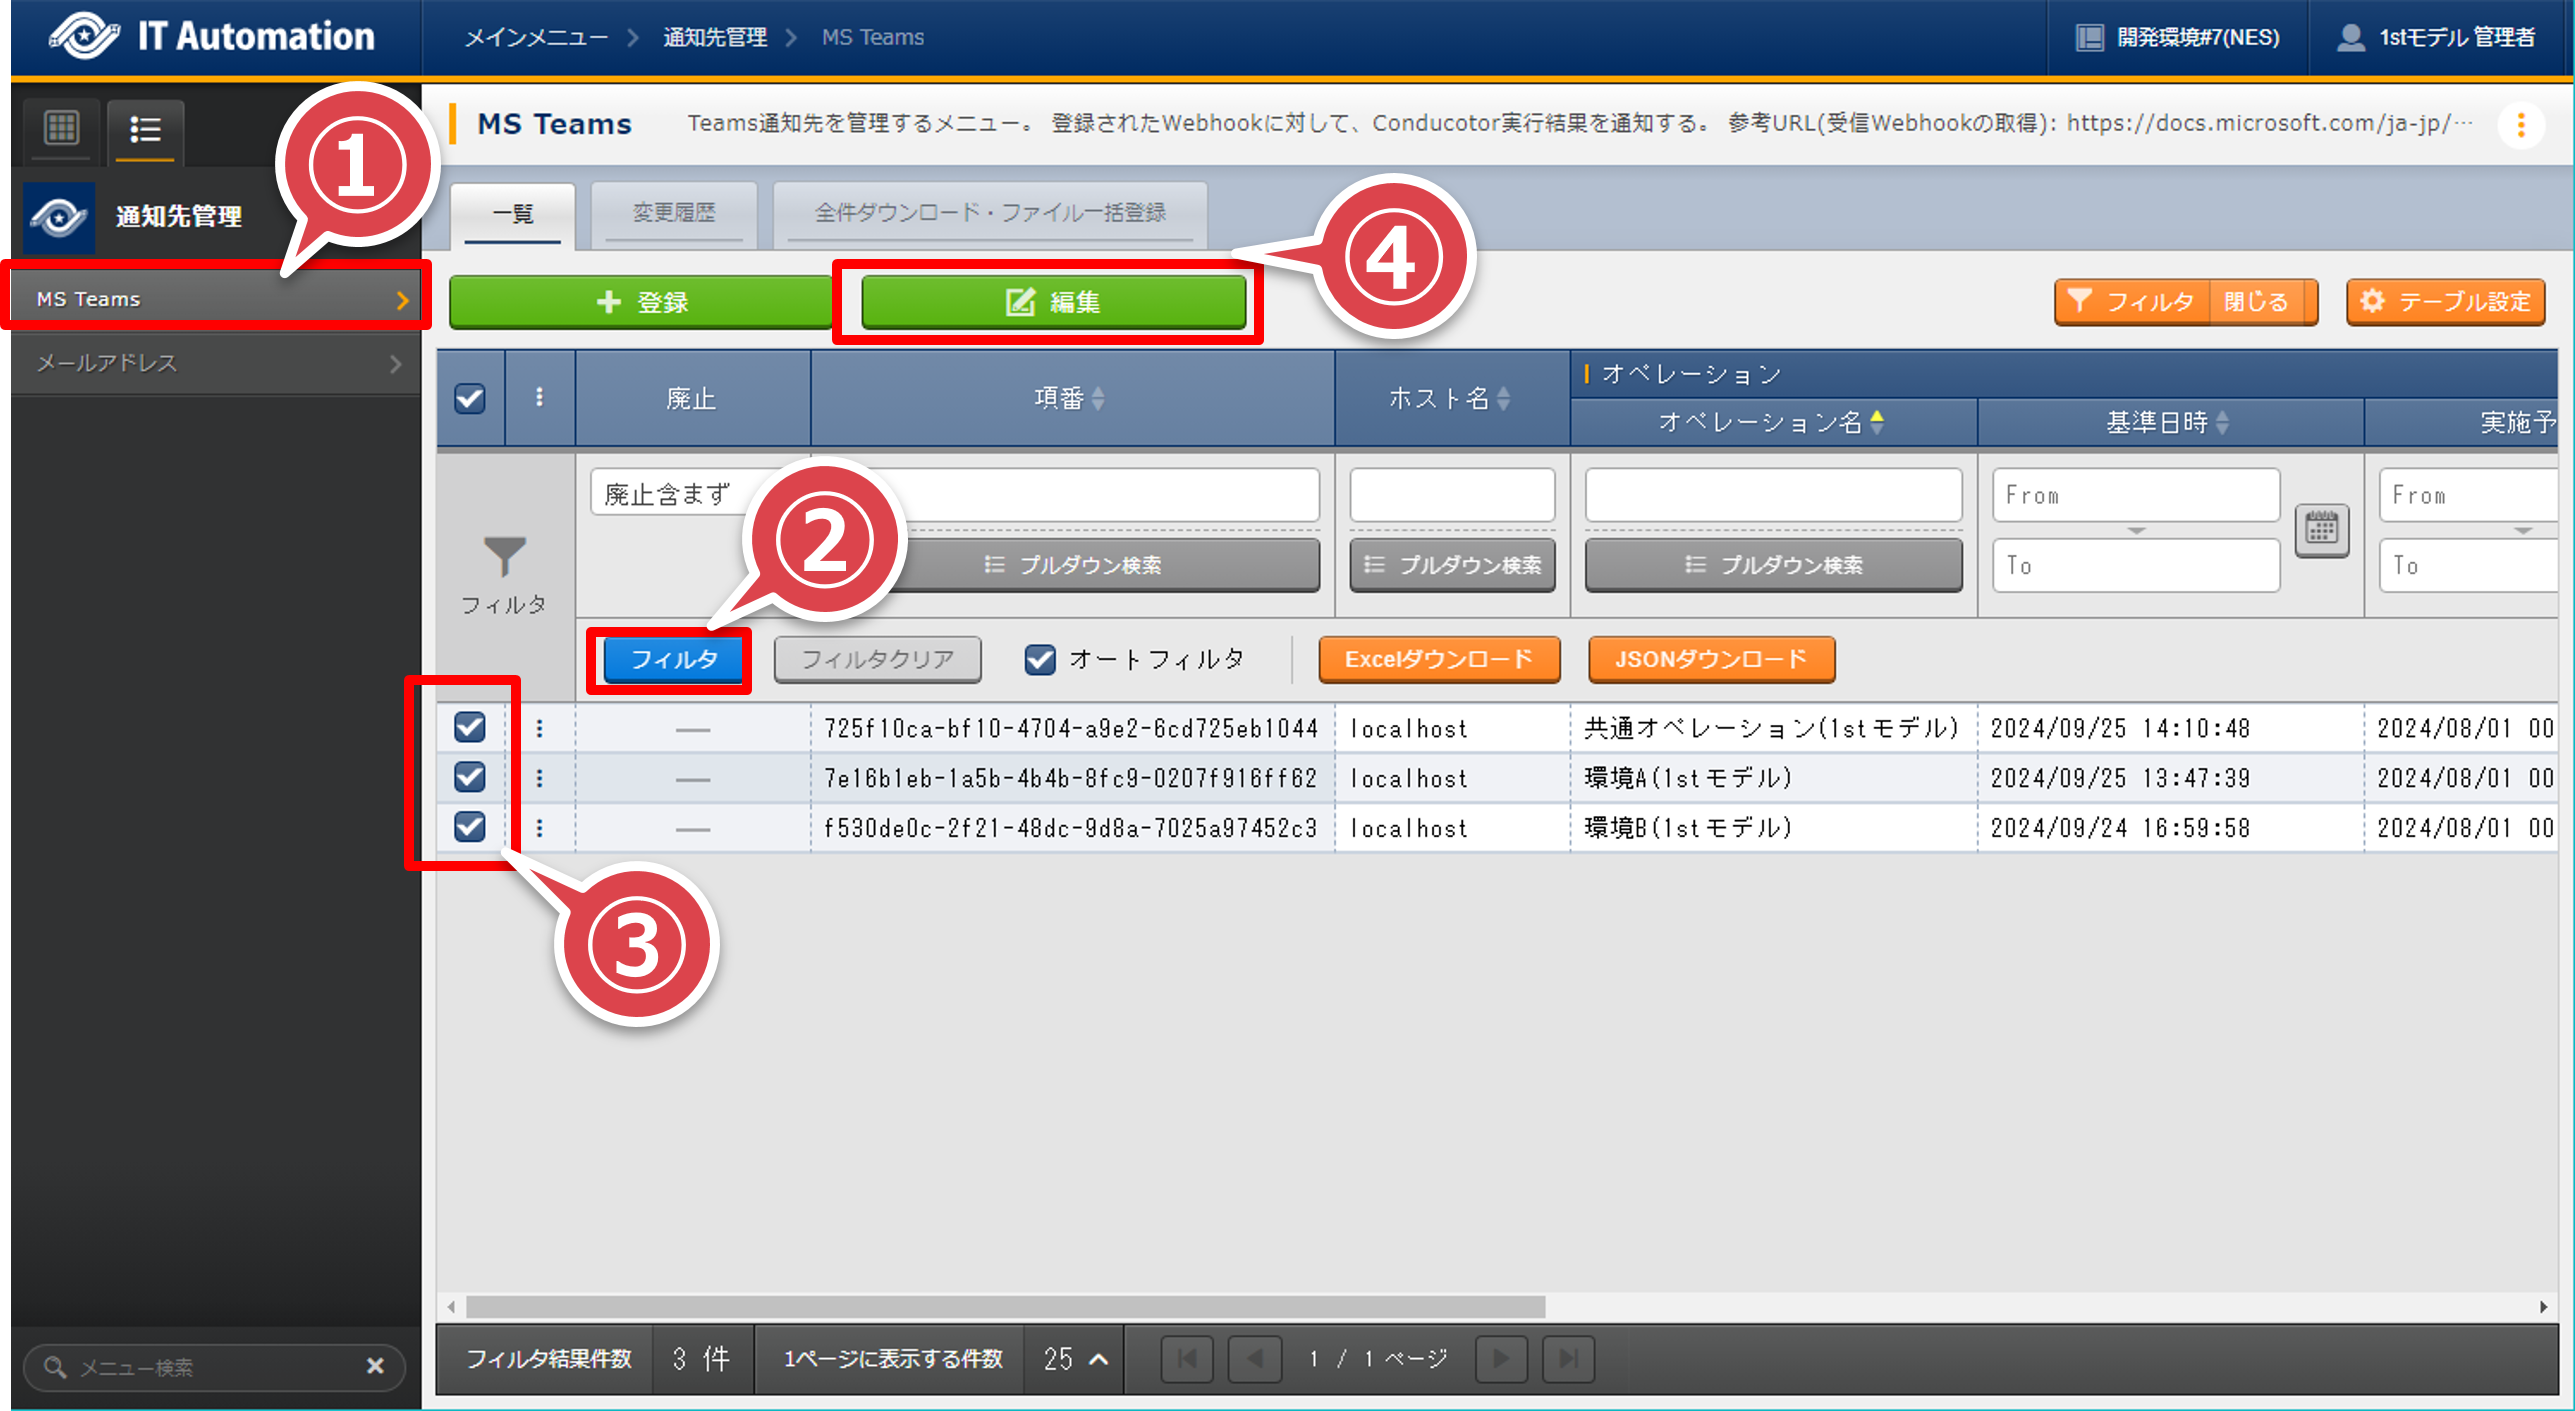 IT Automation
メインメニュー > 通知先管理 > MS Teams
開発環境#7(NES)
1stモデル 管理者
MS Teams
Teams通知先を管理するメニュー。 登録されたWebhookに対して、Conducotor実行結果を通知する。 参考URL(受信Webhookの取得): https://docs.microsoft.com/ja-jp/…
①
通知先管理
MS Teams
メールアドレス
一覧
変更履歴
全件ダウンロード・ファイル一括登録
④
登録
編集
フィルタ 閉じる
テーブル設定
廃止
項番
ホスト名
オペレーション
オペレーション名
基準日時
実施予
フィルタ
廃止含まず
②
プルダウン検索
プルダウン検索
プルダウン検索
From
To
From
To
フィルタ
フィルタクリア
オートフィルタ
Excelダウンロード
JSONダウンロード
— 725f10ca-bf10-4704-a9e2-6cd725eb1044 localhost 共通オペレーション(1stモデル) 2024/09/25 14:10:48 2024/08/01 00
— 7e16b1eb-1a5b-4b4b-8fc9-0207f916ff62 localhost 環境A(1stモデル) 2024/09/25 13:47:39 2024/08/01 00
— f530de0c-2f21-48dc-9d8a-7025a97452c3 localhost 環境B(1stモデル) 2024/09/24 16:59:58 2024/08/01 00
③
メニュー検索
フィルタ結果件数 3 件
1ページに表示する件数 25
1 / 1 ページ